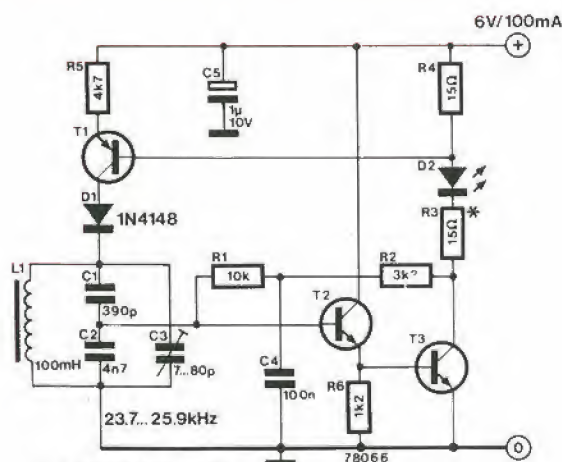 6V/100mA
+
R5
4k7
C5
1µ
10V
R4
15Ω
T1
D2
D1
1N4148
R3
15Ω
*
L1
C1
390p
R1
10k
R2
T2
C2
4n7
C3
7...80p
T3
100mH
C4
100n
R6
1k2
23.7... 25.9kHz
78066
0